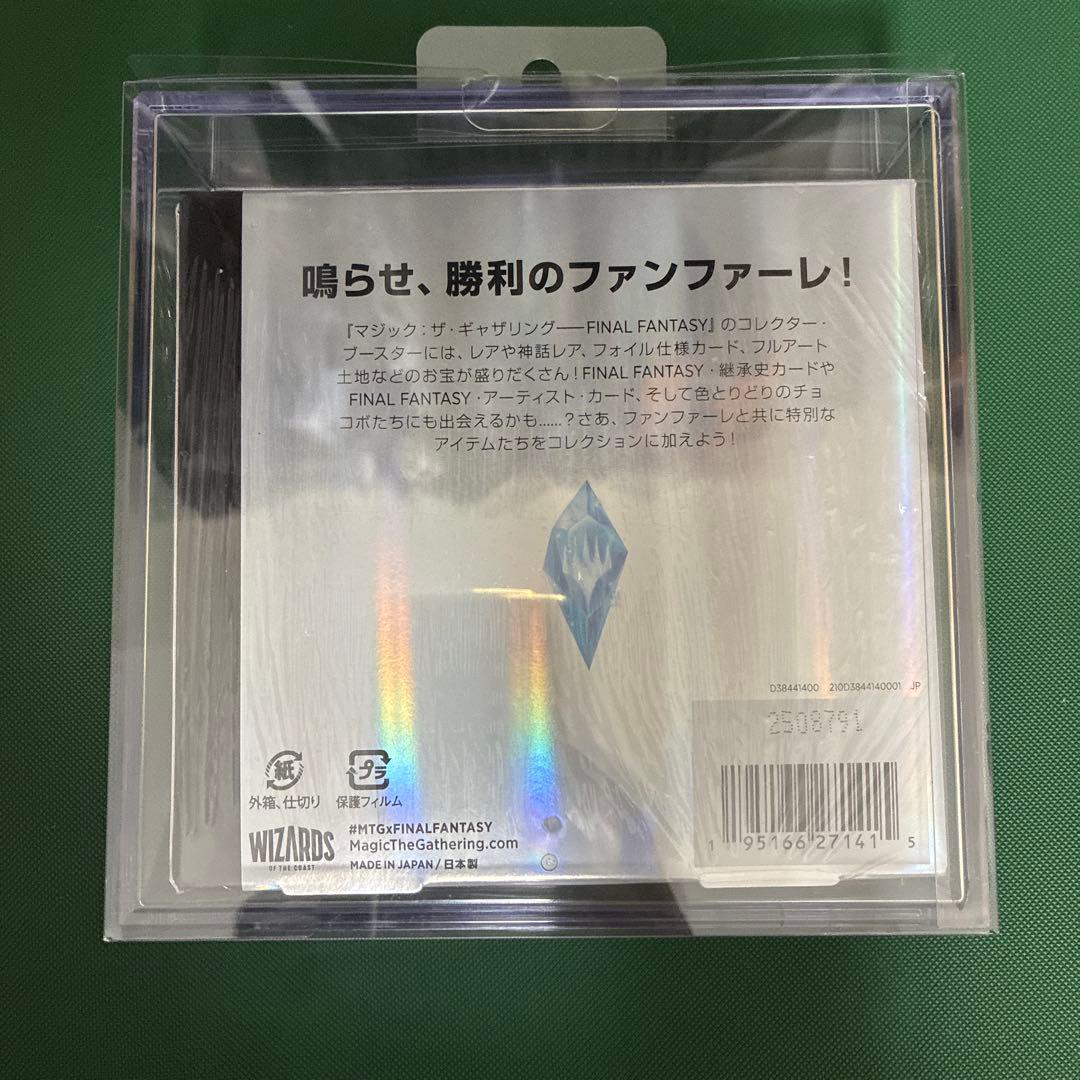 鳴らせ、勝利のファンファーレ！
『マジック：ザ・ギャザリング──FINAL FANTASY』のコレクター・
ブースターには、レアや神話レア、フォイル仕様カード、フルアート
土地などのお宝が盛りだくさん！FINAL FANTASY・継承史カードや
FINAL FANTASY・アーティスト・カード、そして色とりどりのチョ
コボたちにも出会えるかも……？さあ、ファンファーレと共に特別な
アイテムたちをコレクションに加えよう！
D38441400 210D3844140001 JP
2508791
紙
プラ
外箱、仕切り 保護フィルム
WIZARDS
OF THE COAST
#MTGxFINALFANTASY
MagicTheGathering.com
MADE IN JAPAN / 日本製
1 95166 27141 5